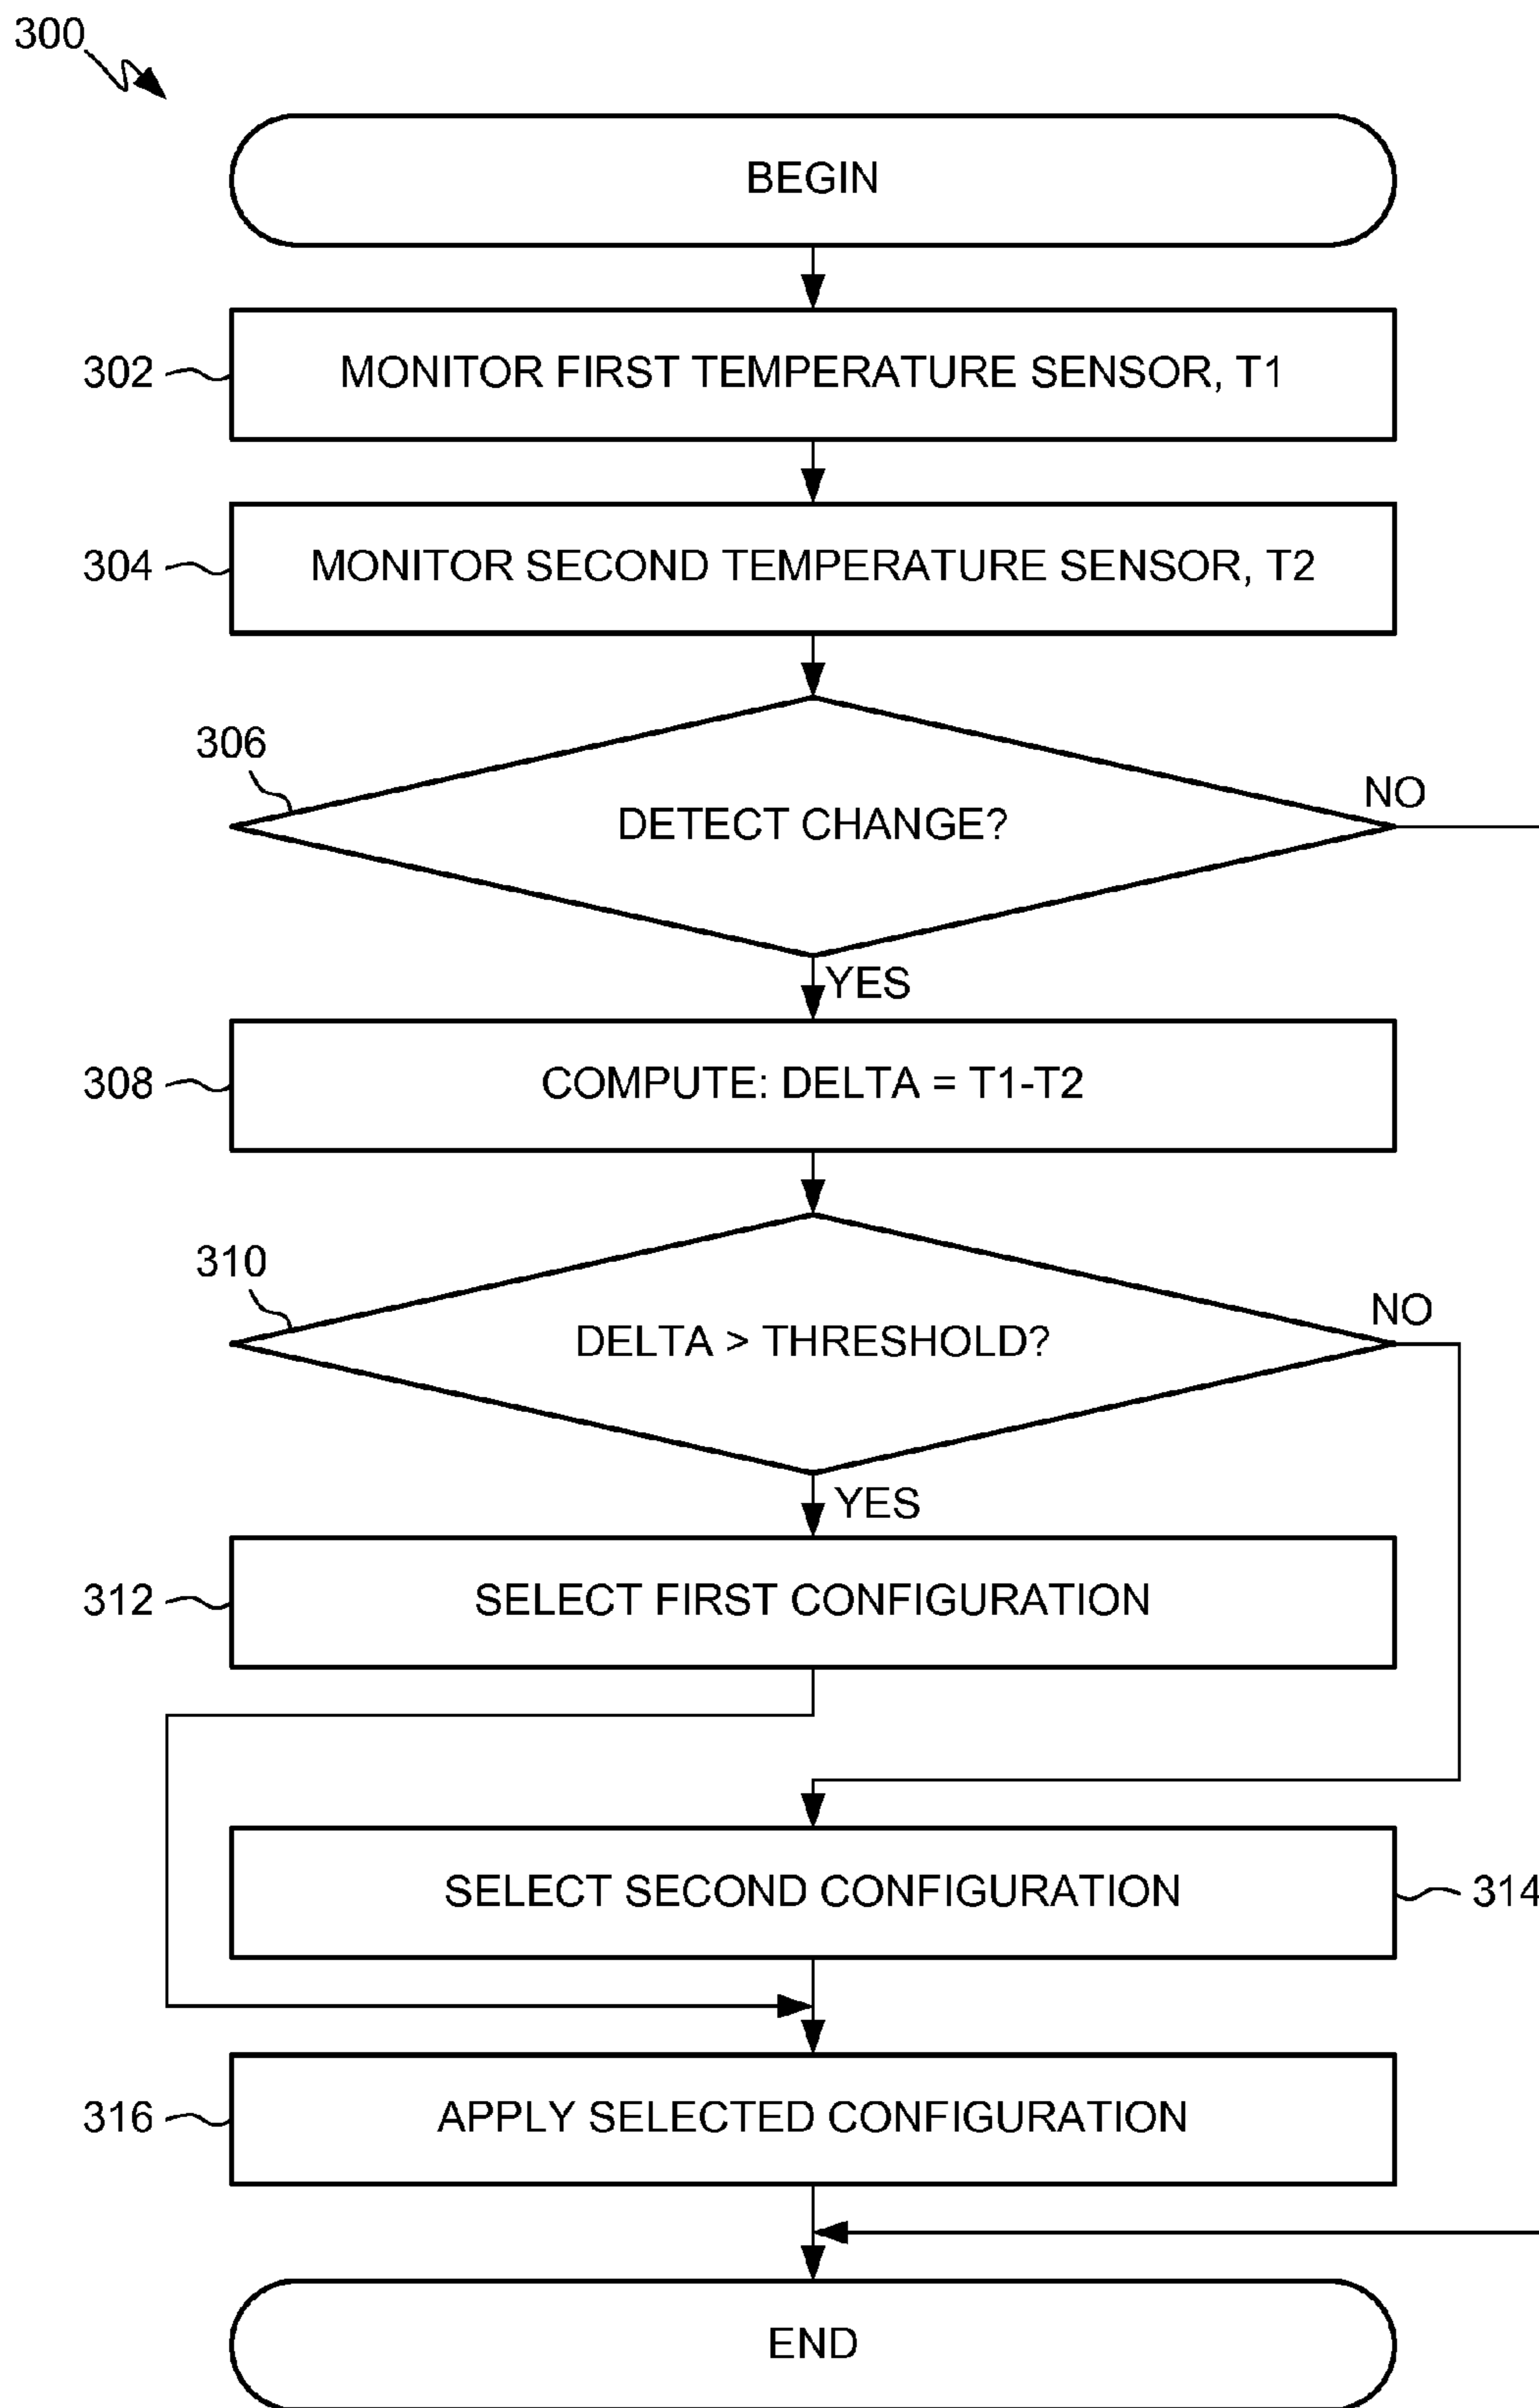 300
BEGIN
302
MONITOR FIRST TEMPERATURE SENSOR, T1
304
MONITOR SECOND TEMPERATURE SENSOR, T2
306
DETECT CHANGE?
NO
YES
308
COMPUTE: DELTA = T1-T2
310
DELTA > THRESHOLD?
NO
YES
312
SELECT FIRST CONFIGURATION
SELECT SECOND CONFIGURATION
314
316
APPLY SELECTED CONFIGURATION
END